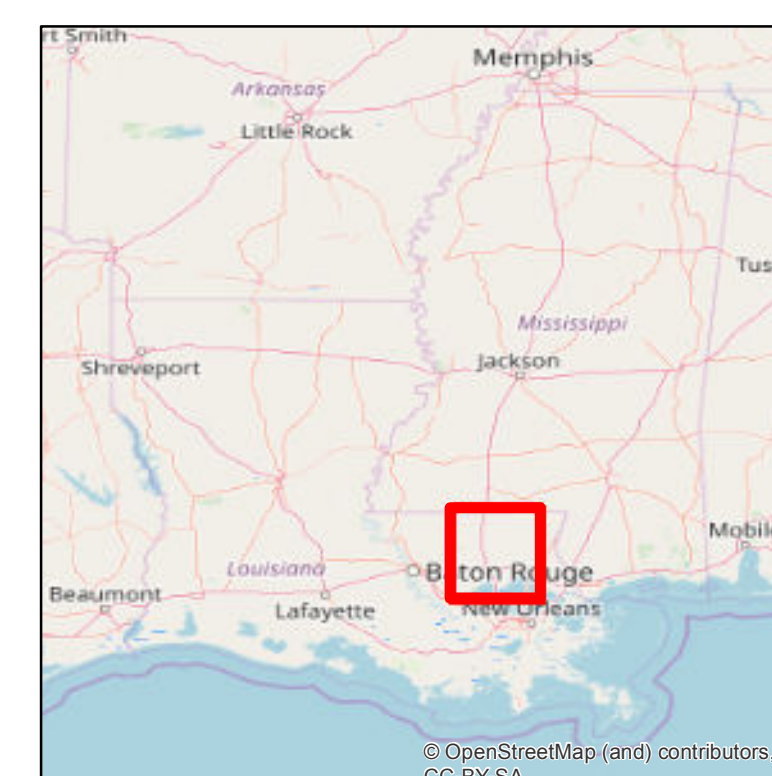 rt Smith
Memphis
Arkansas
Little Rock
Tus
Mississippi
Jackson
Shreveport
Mobil
Louisiana
Baton Rouge
Beaumont
Lafayette
New Orleans
© OpenStreetMap (and) contributors,
CC-BY-SA